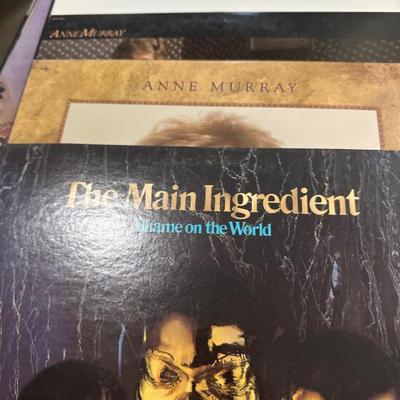 ANNE MURRAY
ANNE MURRAY
The Main Ingredient
Shame on the World